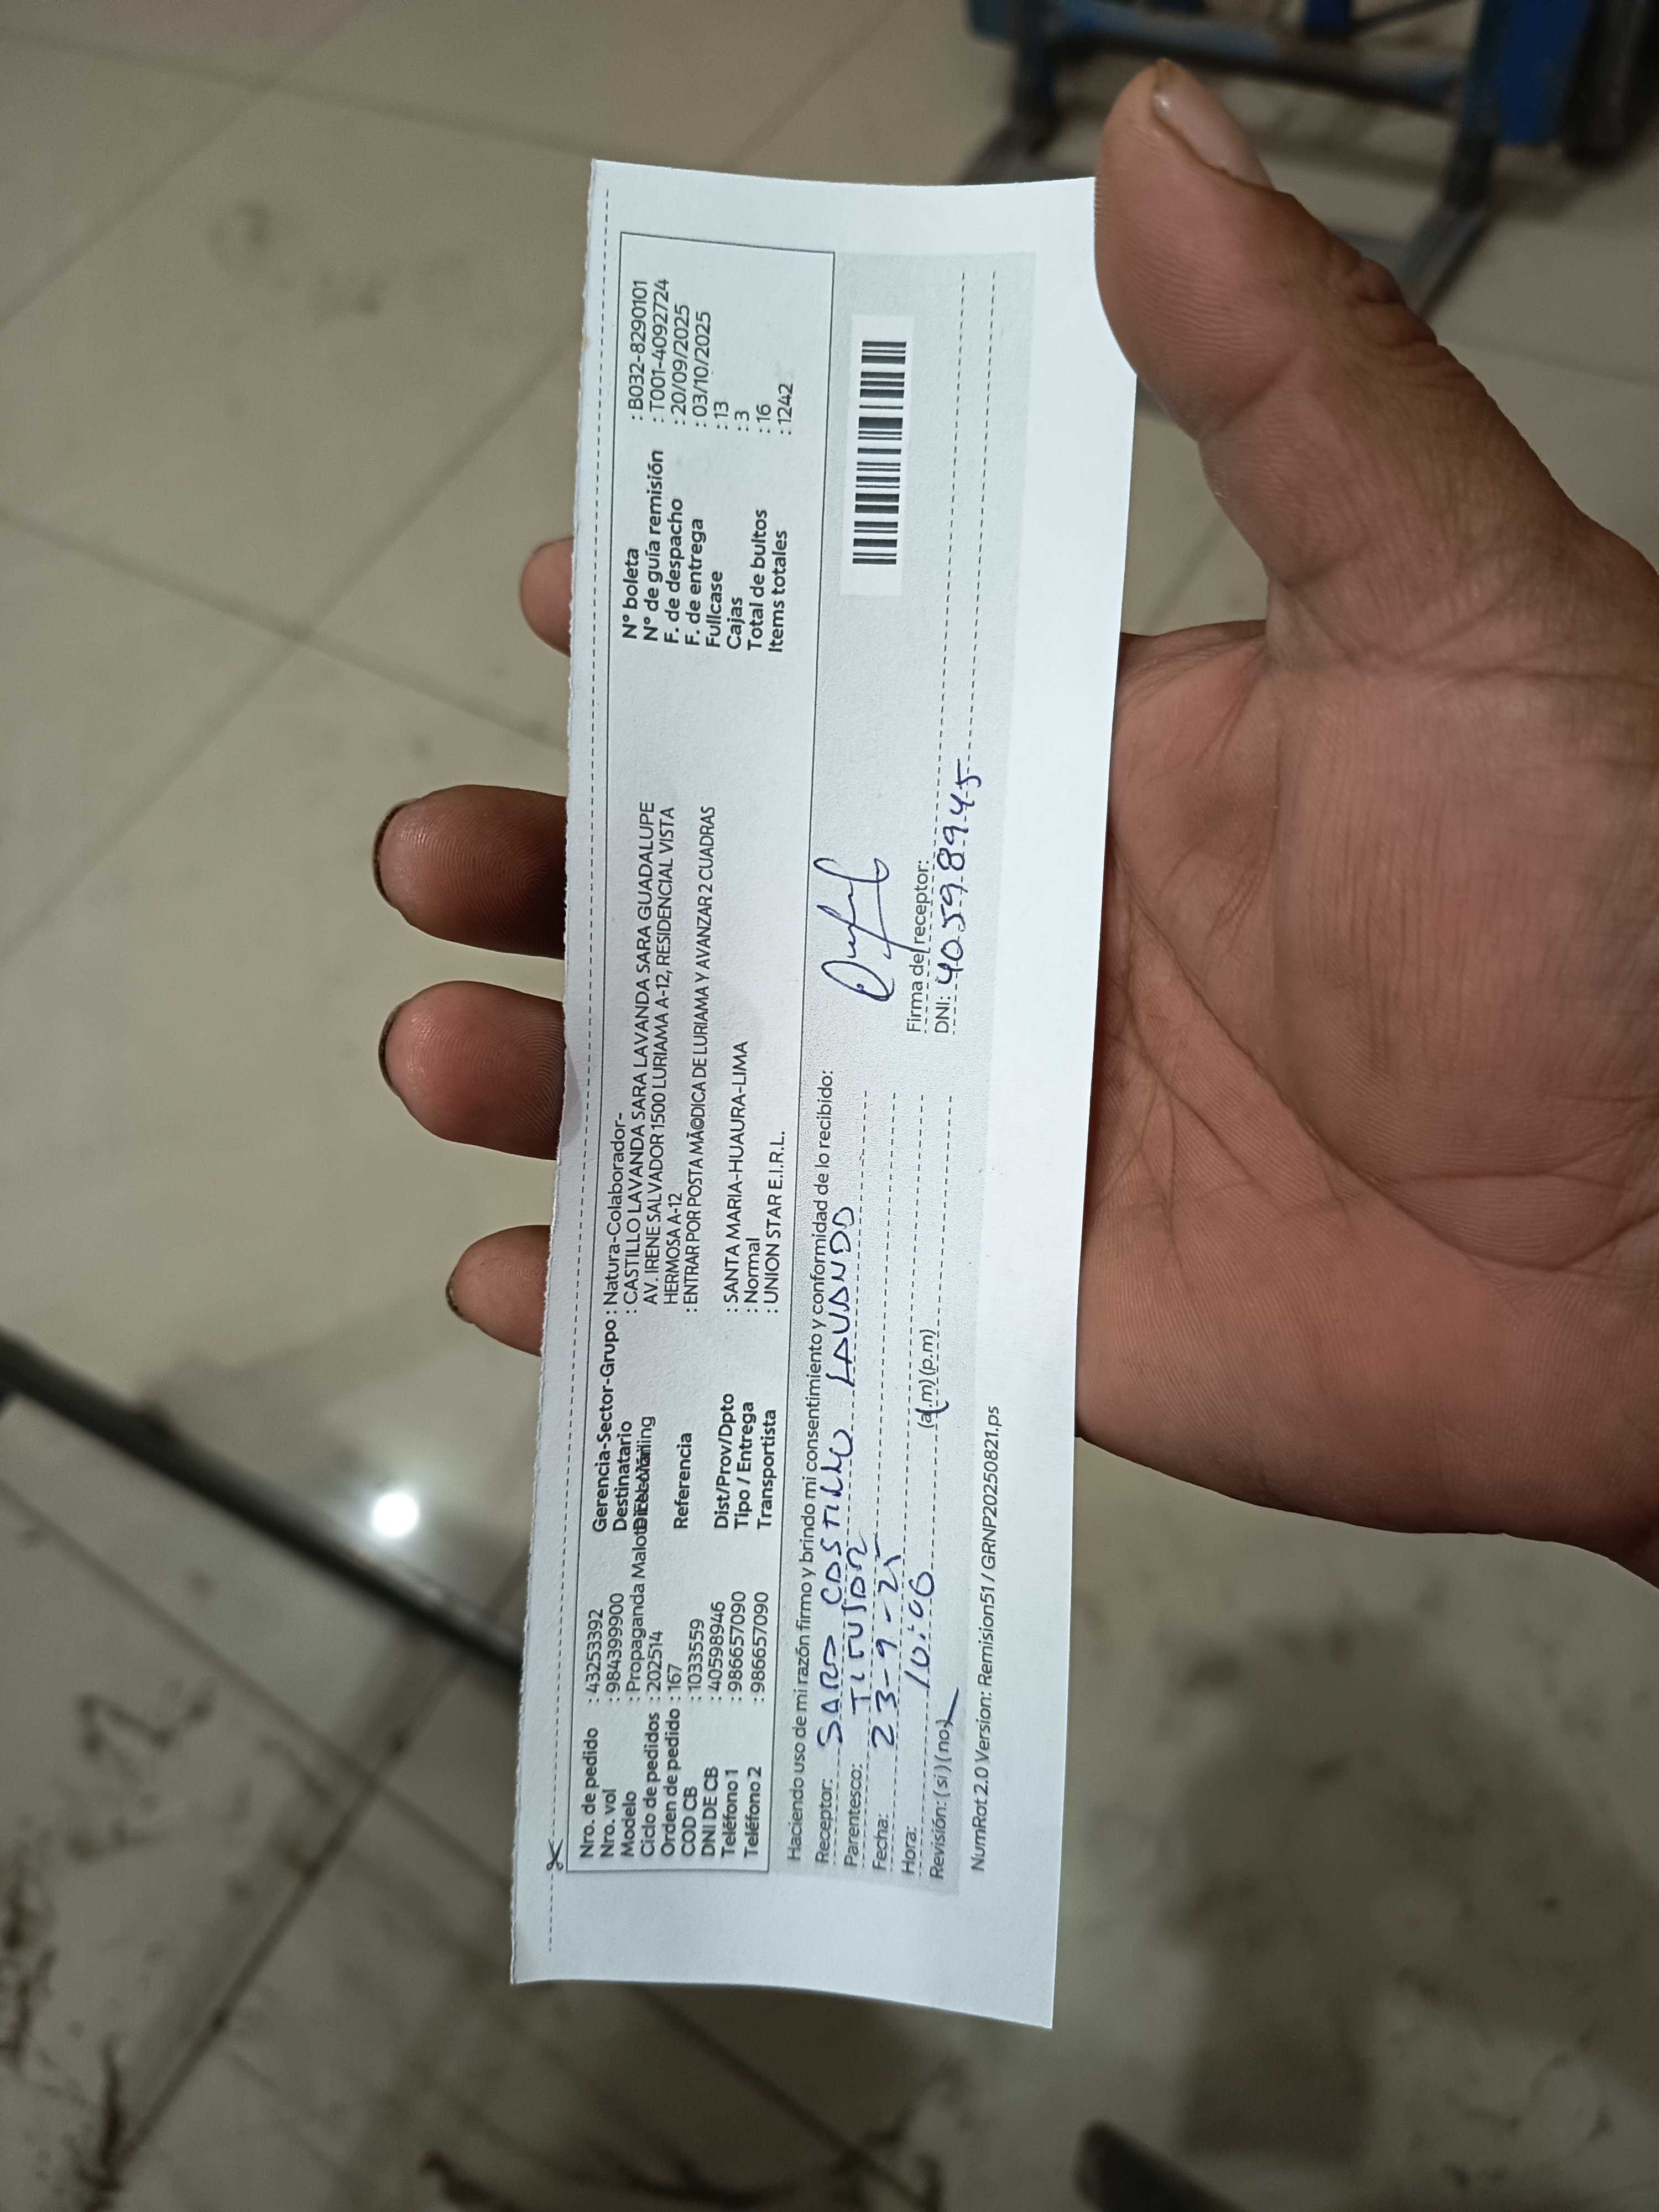 Nro. de pedido : 43253392
Nro. vol : 984399900
Modelo : Propaganda
Ciclo de pedidos : 202514
Orden de pedido : 167
COD CB : 1033559
DNI DE CB : 40598946
Teléfono 1 : 986657090
Teléfono 2 : 986657090
Gerencia-Sector-Grupo : Natura-Colaborador-
Destinatario : CASTILLO LAVANDA SARA LAVANDA SARA GUADALUPE
AV. IRENE SALVADOR 1500 LURIAMA A-12, RESIDENCIAL VISTA
HERMOSA A-12
Referencia : ENTRAR POR POSTA MÃ©DICA DE LURIAMA Y AVANZAR 2 CUADRAS
Dist/Prov/Dpto : SANTA MARIA-HUAURA-LIMA
Tipo / Entrega : Normal
Transportista : UNION STAR E.I.R.L.
N° boleta : B032-8290101
N° de guía remisión : T001-4092724
F. de despacho : 20/09/2025
F. de entrega : 03/10/2025
Fullcase : 13
Cajas : 3
Total de bultos : 16
Items totales : 1242
Haciendo uso de mi razón firmo y brindo mi consentimiento y conformidad de lo recibido:
Receptor: SARA CASTILLO LAVANDA
Parentesco: TITULAR
Fecha: 23-9-25
Hora: 10:06 (a.m) (p.m)
Revisión: (si) (no)
Firma del receptor:
DNI: 40598945
NumRot 2.0 Version: Remision51 / GRNP20250821.ps